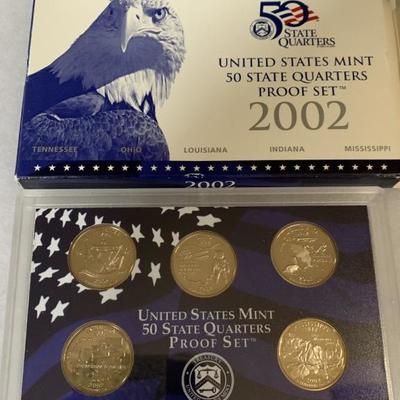 50
STATE
QUARTERS
UNITED STATES MINT
50 STATE QUARTERS
PROOF SET™
2002
TENNESSEE OHIO LOUISIANA INDIANA MISSISSIPPI
2002
UNITED STATES MINT
50 STATE QUARTERS
PROOF SET™